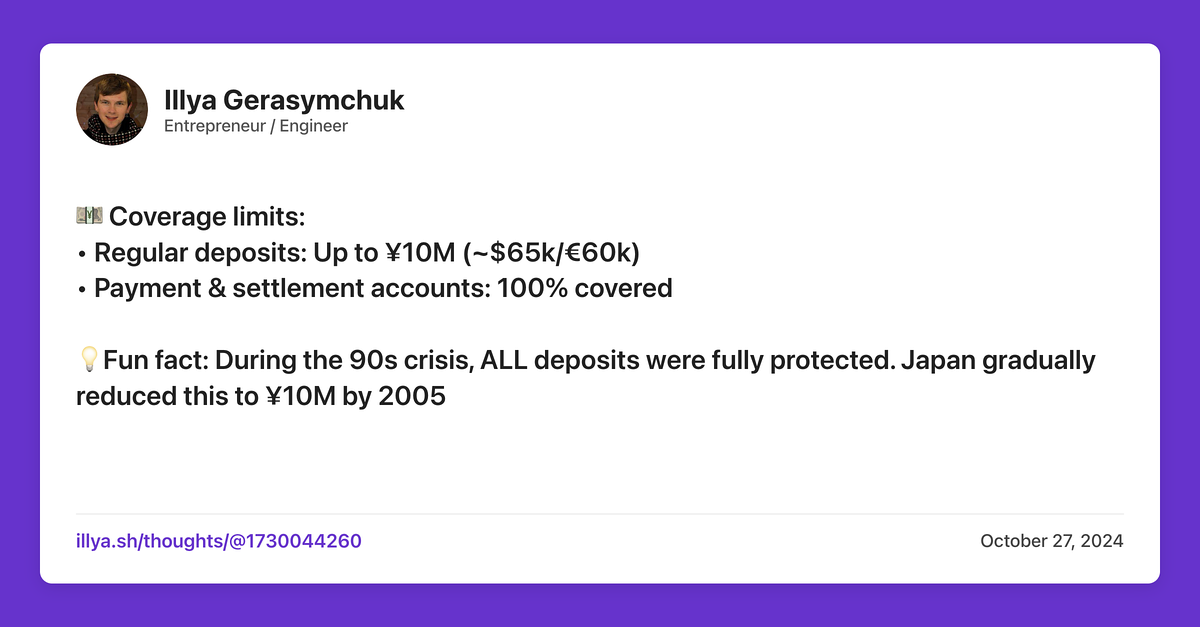 Illya Gerasymchuk
Entrepreneur / Engineer
💴 Coverage limits:
• Regular deposits: Up to ¥10M (~$65k/€60k)
• Payment & settlement accounts: 100% covered
💡Fun fact: During the 90s crisis, ALL deposits were fully protected. Japan gradually
reduced this to ¥10M by 2005
illya.sh/thoughts/@1730044260
October 27, 2024